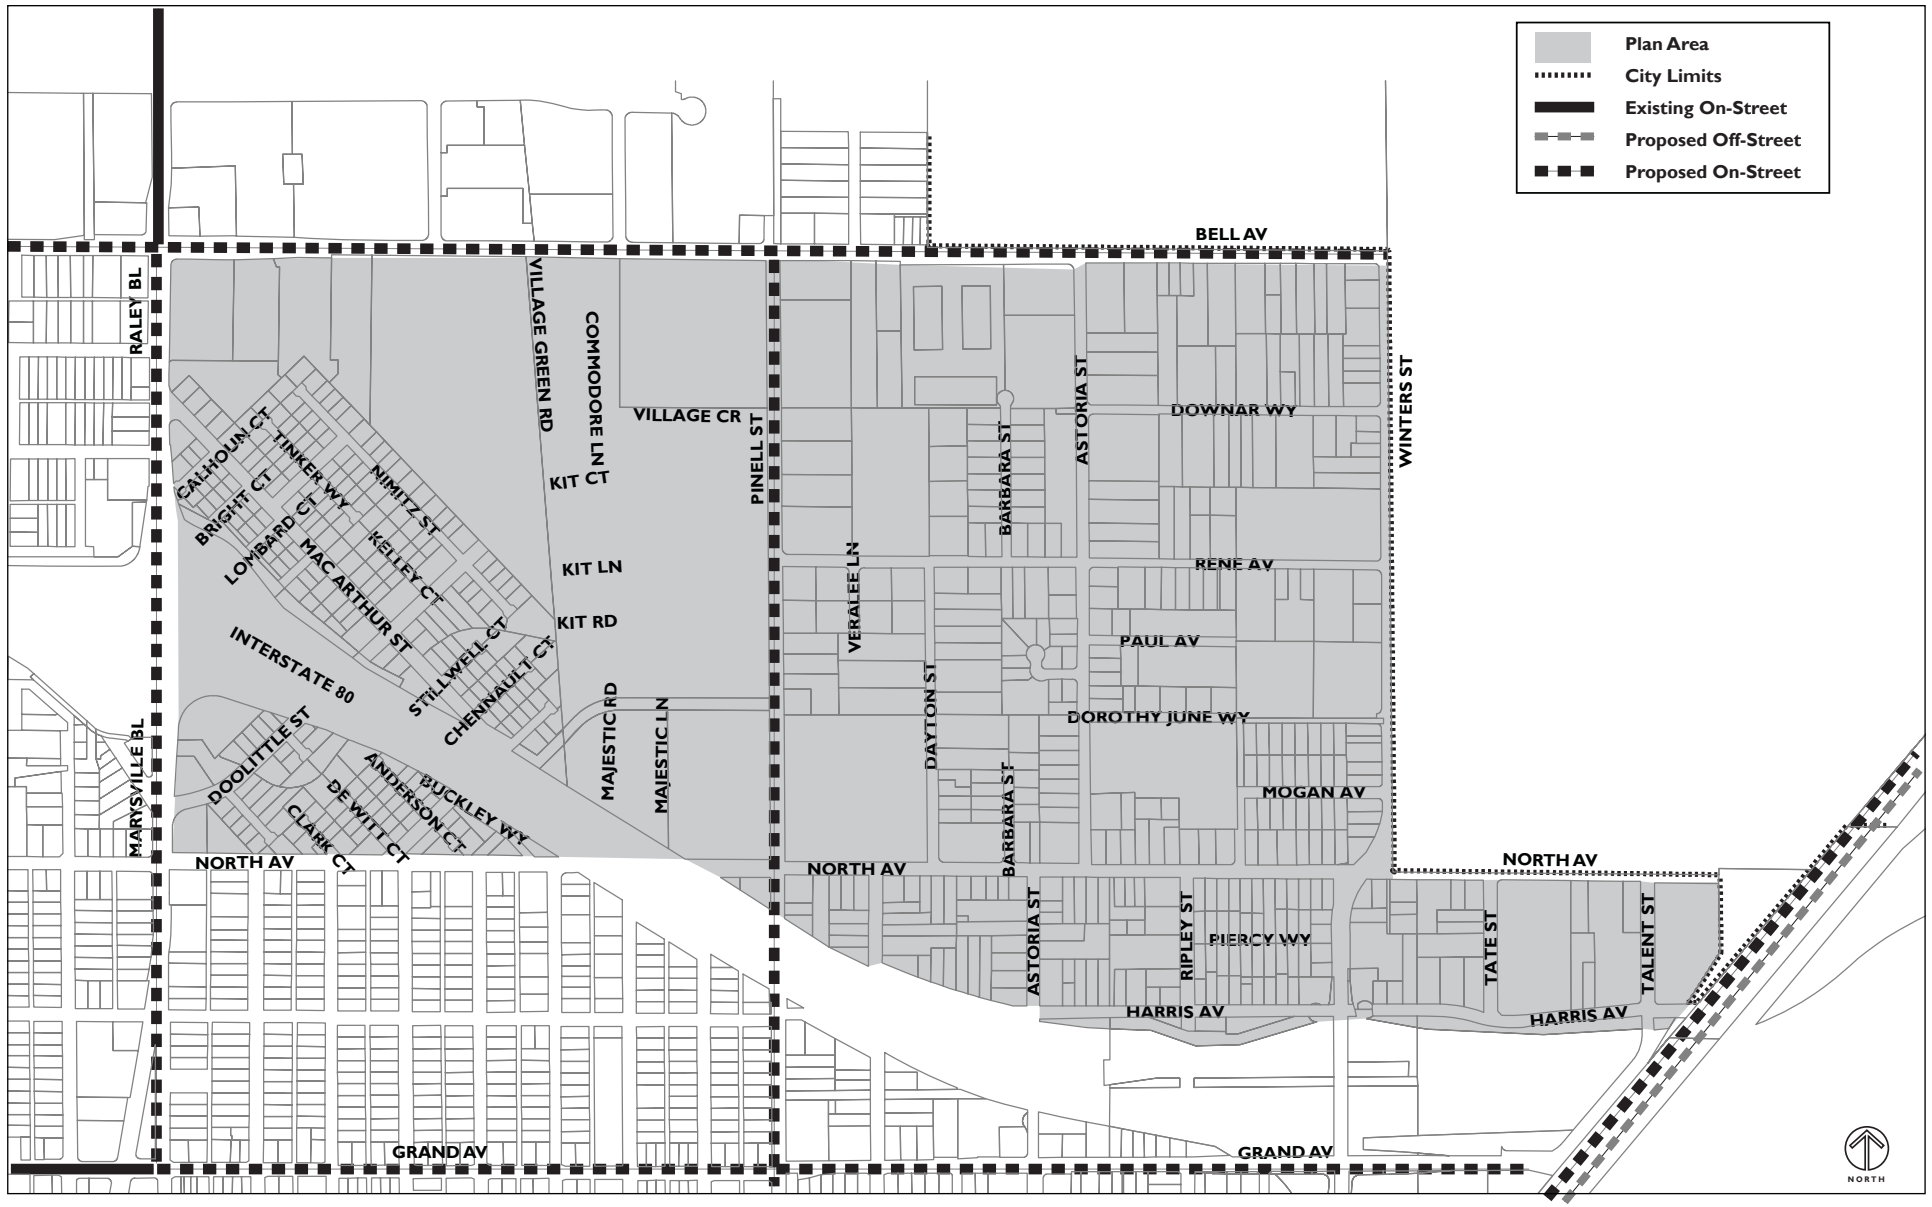 Plan Area
City Limits
Existing On-Street
Proposed Off-Street
Proposed On-Street
BELL AV
RALEY BL
VILLAGE GREEN RD
COMMODORE LN
VILLAGE CR
PINELL ST
ASTORIA ST
DOWNAR WY
WINTERS ST
BARBARA ST
CALHOUN CT
TINKER WY
NIMITZ ST
BRIGHT CT
LOMBARD CT
KIT CT
MAC ARTHUR ST
KELLEY CT
KIT LN
VERALEE LN
RENE AV
KIT RD
PAUL AV
INTERSTATE 80
STILLWELL CT
CHENNAULT CT
MAJESTIC RD
MAJESTIC LN
DAYTON ST
DOROTHY JUNE WY
MARYSVILLE BL
DOOLITTLE ST
DE WITT CT
ANDERSON CT
BUCKLEY WY
CLARK CT
BARBARA ST
MOGAN AV
NORTH AV
NORTH AV
NORTH AV
ASTORIA ST
RIPLEY ST
PIERCY WY
TATE ST
TALENT ST
HARRIS AV
HARRIS AV
GRAND AV
GRAND AV
NORTH